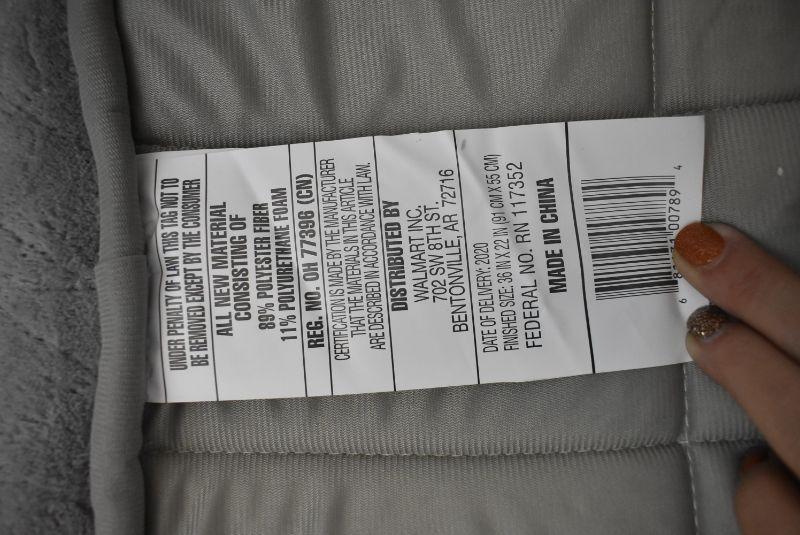 UNDER PENALTY OF LAW THIS TAG NOT TO
BE REMOVED EXCEPT BY THE CONSUMER
ALL NEW MATERIAL
CONSISTING OF
89% POLYESTER FIBER
11% POLYURETHANE FOAM
REG. NO. OH 77396 (CN)
CERTIFICATION IS MADE BY THE MANUFACTURER
THAT THE MATERIALS IN THIS ARTICLE
ARE DESCRIBED IN ACCORDANCE WITH LAW.
DISTRIBUTED BY
WALMART INC.
702 SW 8TH ST.
BENTONVILLE, AR 72716
DATE OF DELIVERY: 2020
FINISHED SIZE: 36 IN X 22 IN (91 CM X 55 CM)
FEDERAL NO. RN 117352
MADE IN CHINA
6 00789 4